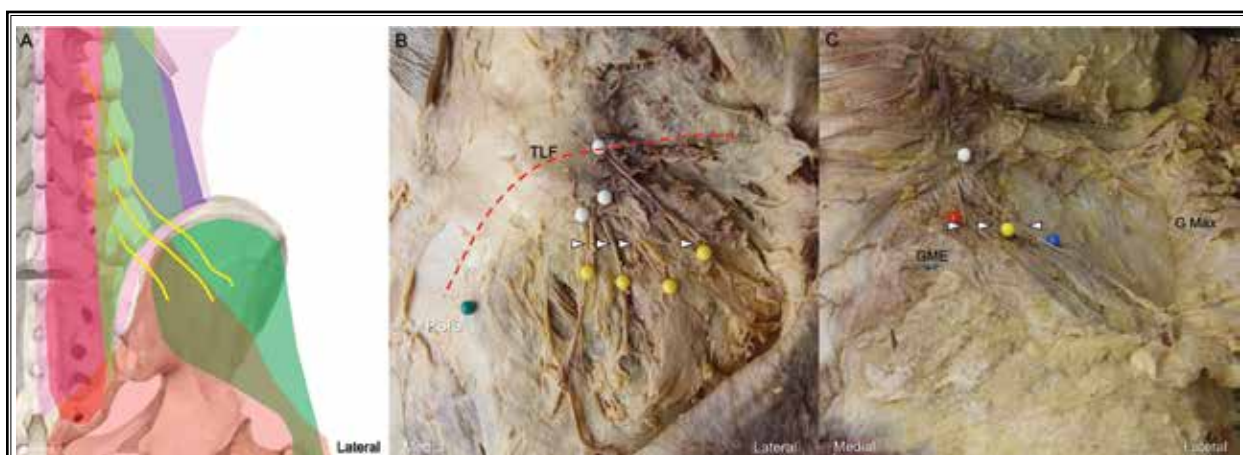 A
Lateral
B
TLF
PSIS
Medial
Lateral
C
G Max
GME
Medial
Lateral